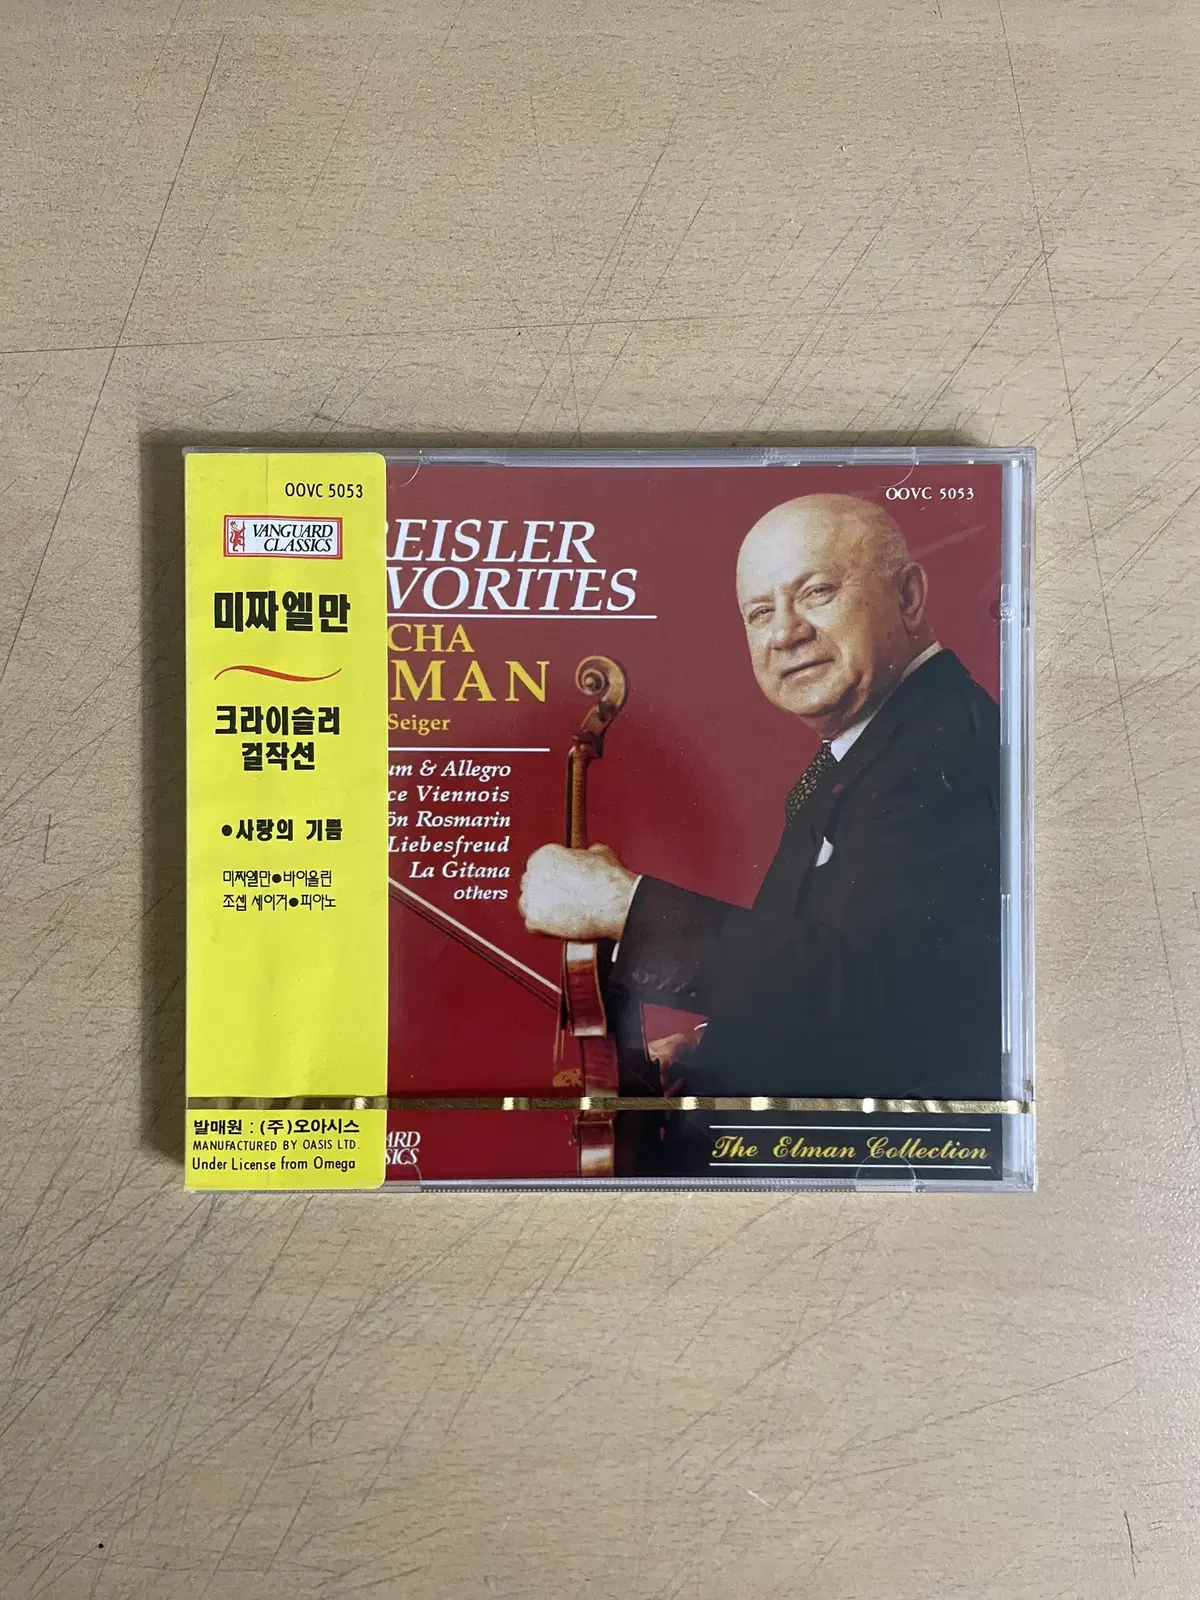 OOVC 5053
VANGUARD
CLASSICS
미짜엘만
크라이슬러
걸작선
●사랑의 기쁨
미짜엘만●바이올린
조셉 세이거●피아노
발매원 : (주)오아시스
MANUFACTURED BY OASIS LTD.
Under License from Omega
OOVC 5053
REISLER
VORITES
CHA
MAN
Seiger
um & Allegro
ce Viennois
ön Rosmarin
Liebesfreud
La Gitana
others
ARD
SICS
The Elman Collection